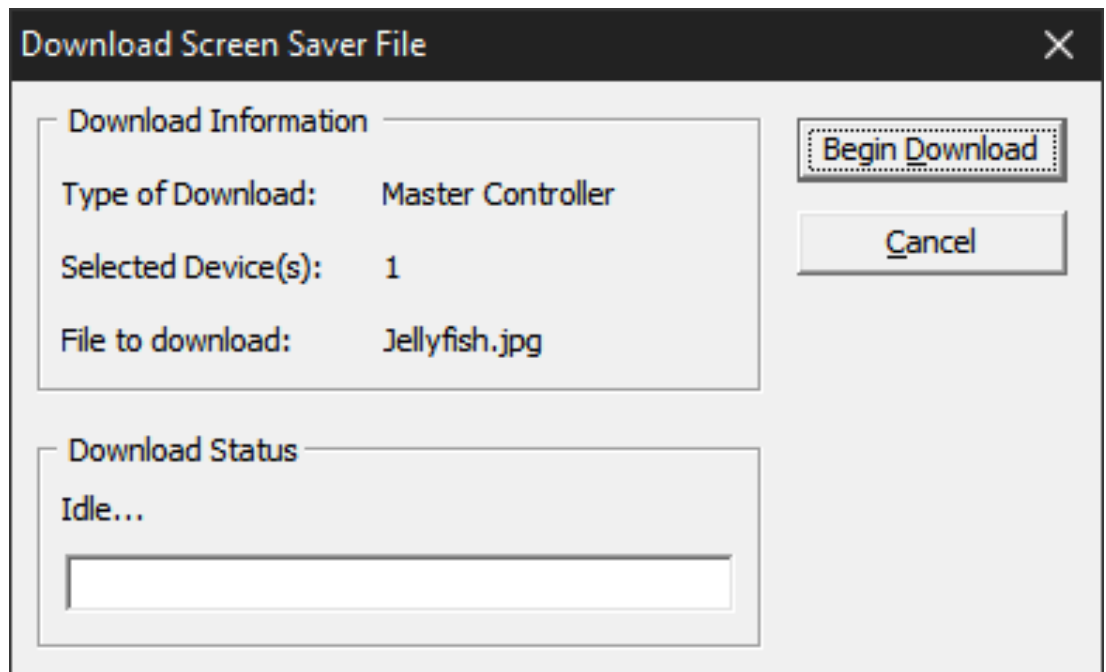 Download Screen Saver File
Download Information
Type of Download: Master Controller
Selected Device(s): 1
File to download: Jellyfish.jpg
Begin Download
Cancel
Download Status
Idle...